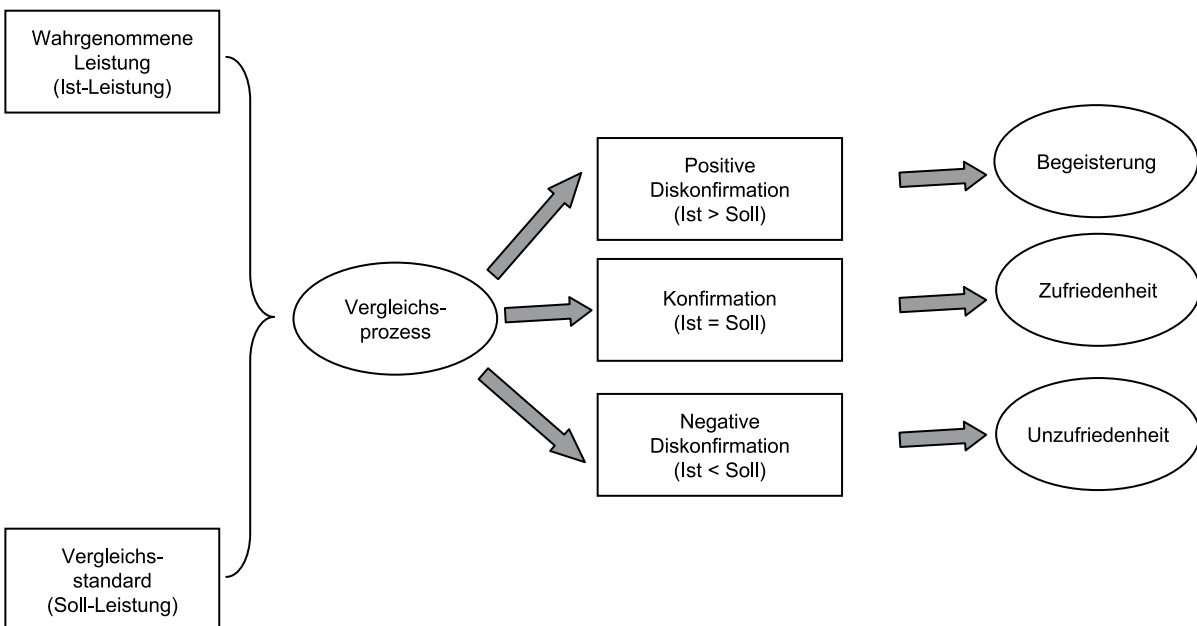 Wahrgenommene
Leistung
(Ist-Leistung)
Vergleichs-
standard
(Soll-Leistung)
Vergleichs-
prozess
Positive
Diskonfirmation
(Ist > Soll)
Konfirmation
(Ist = Soll)
Negative
Diskonfirmation
(Ist < Soll)
Begeisterung
Zufriedenheit
Unzufriedenheit